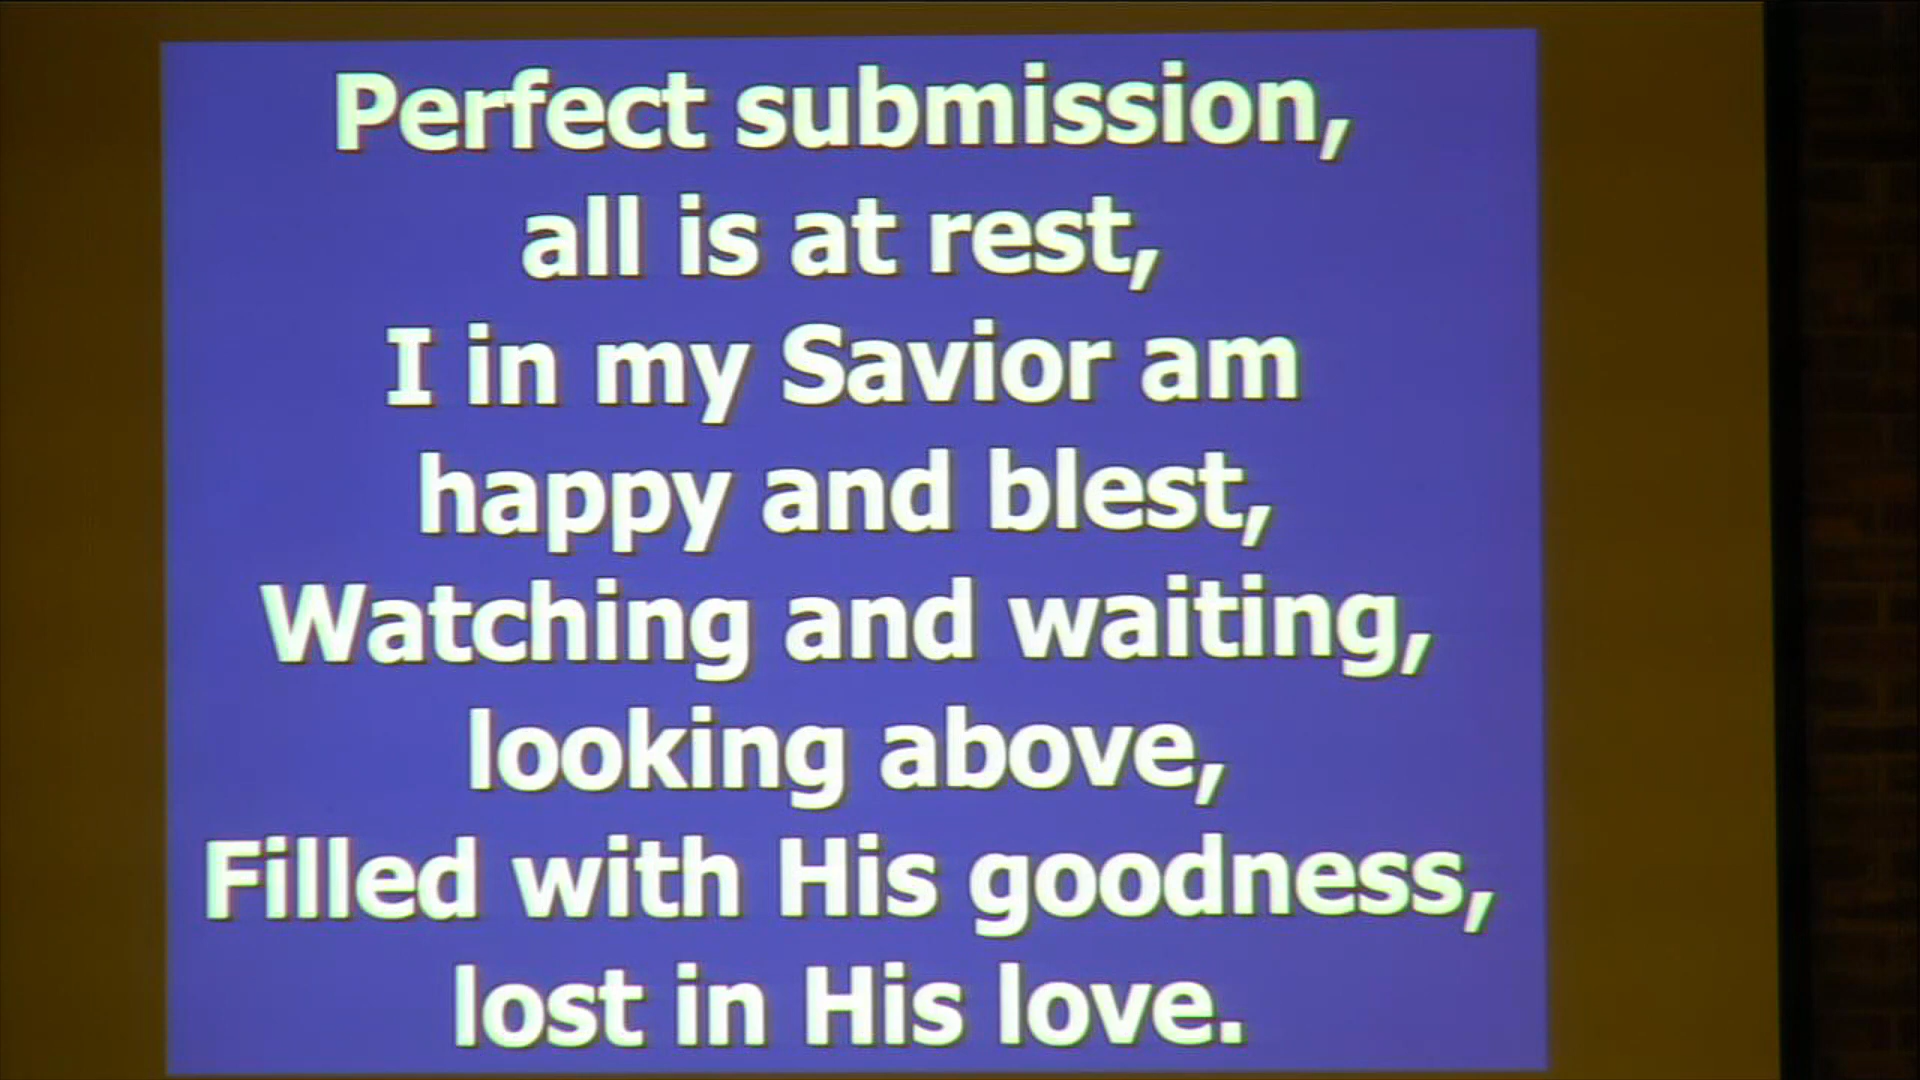 Perfect submission,
all is at rest,
I in my Savior am
happy and blest,
Watching and waiting,
looking above,
Filled with His goodness,
lost in His love.